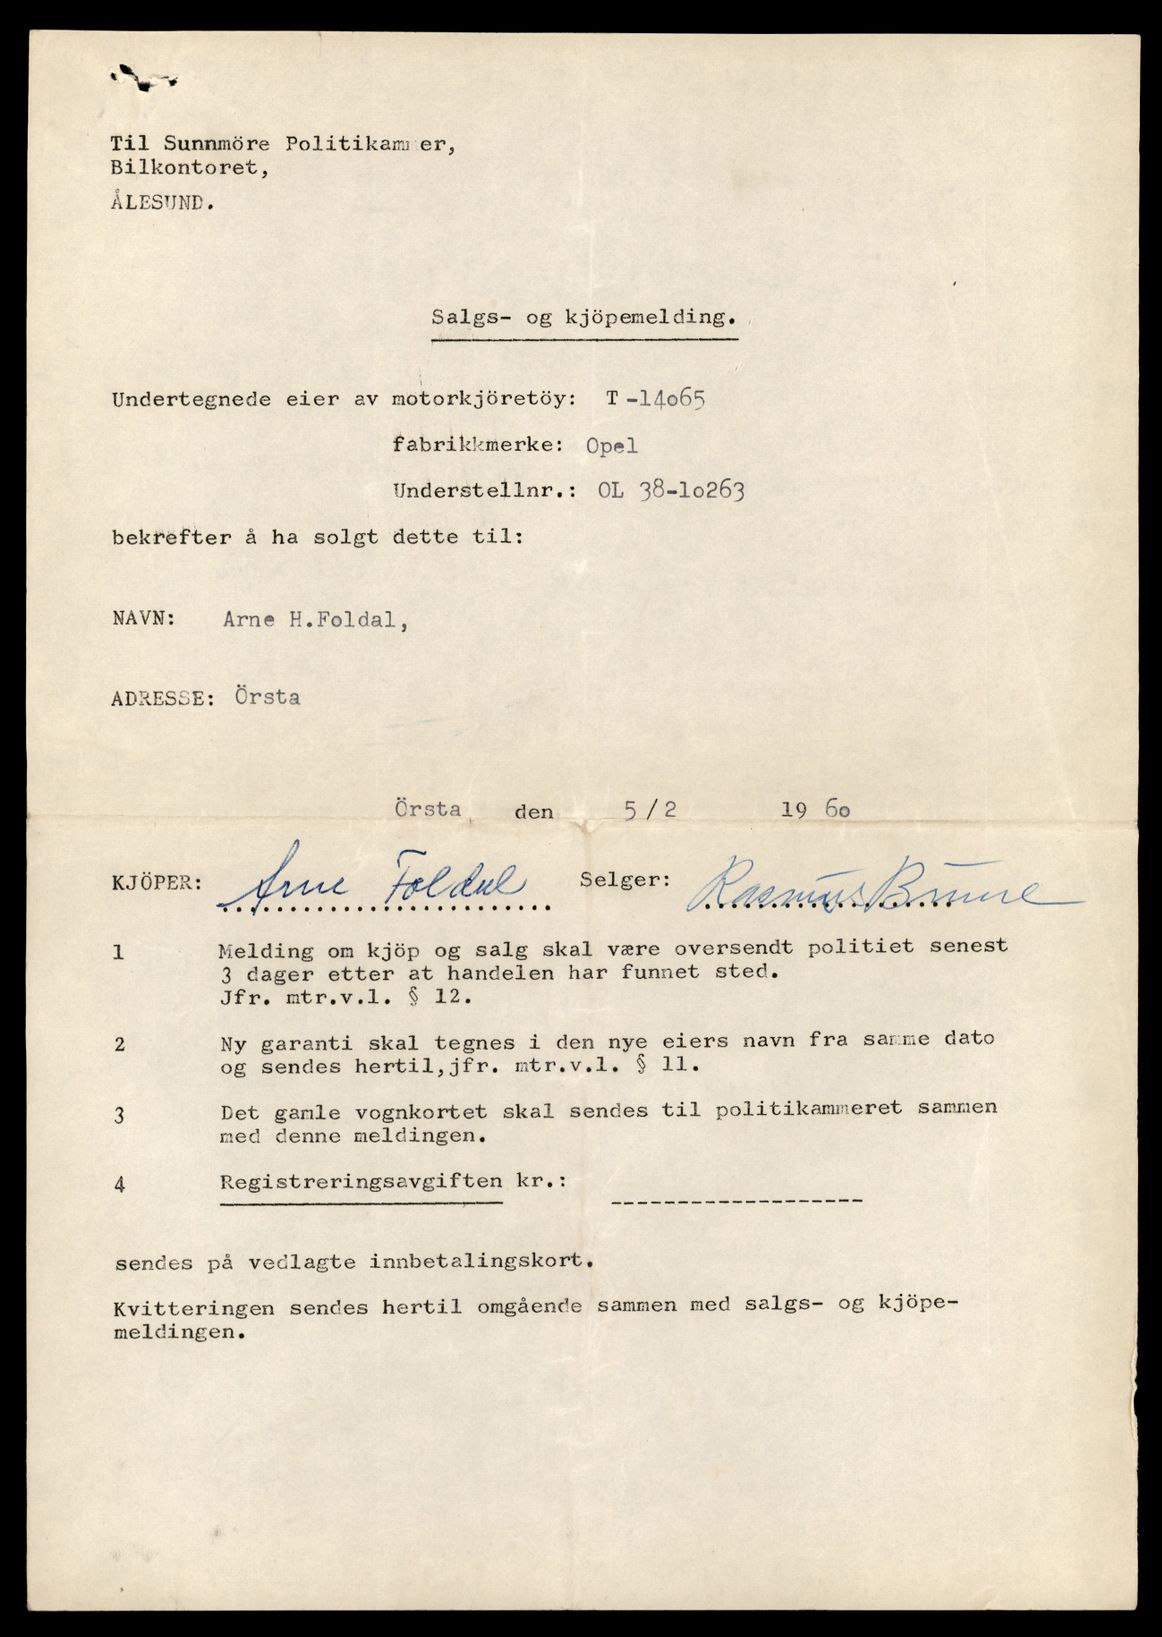 Til Sunnmöre Politikammer,
Bilkontoret,
ÅLESUND.
Salgs- og kjöpemelding.
Undertegnede eier av motorkjöretöy: T-14065
fabrikkmerke: Opel
Understellnr.: OL 38-10263
bekrefter å ha solgt dette til:
NAVN: Arne H.Foldal,
ADRESSE: Örsta
Örsta den 5/2 1960
KJÖPER: Arne Foldal Selger: Rasmus Brune
1 Melding om kjöp og salg skal være oversendt politiet senest
3 dager etter at handelen har funnet sted.
Jfr. mtr.v.l. § 12.
2 Ny garanti skal tegnes i den nye eiers navn fra samme dato
og sendes hertil,jfr. mtr.v.l. § 11.
3 Det gamle vognkortet skal sendes til politikammeret sammen
med denne meldingen.
4 Registreringsavgiften kr.: -------------------
sendes på vedlagte innbetalingskort.
Kvitteringen sendes hertil omgående sammen med salgs- og kjöpe-
meldingen.